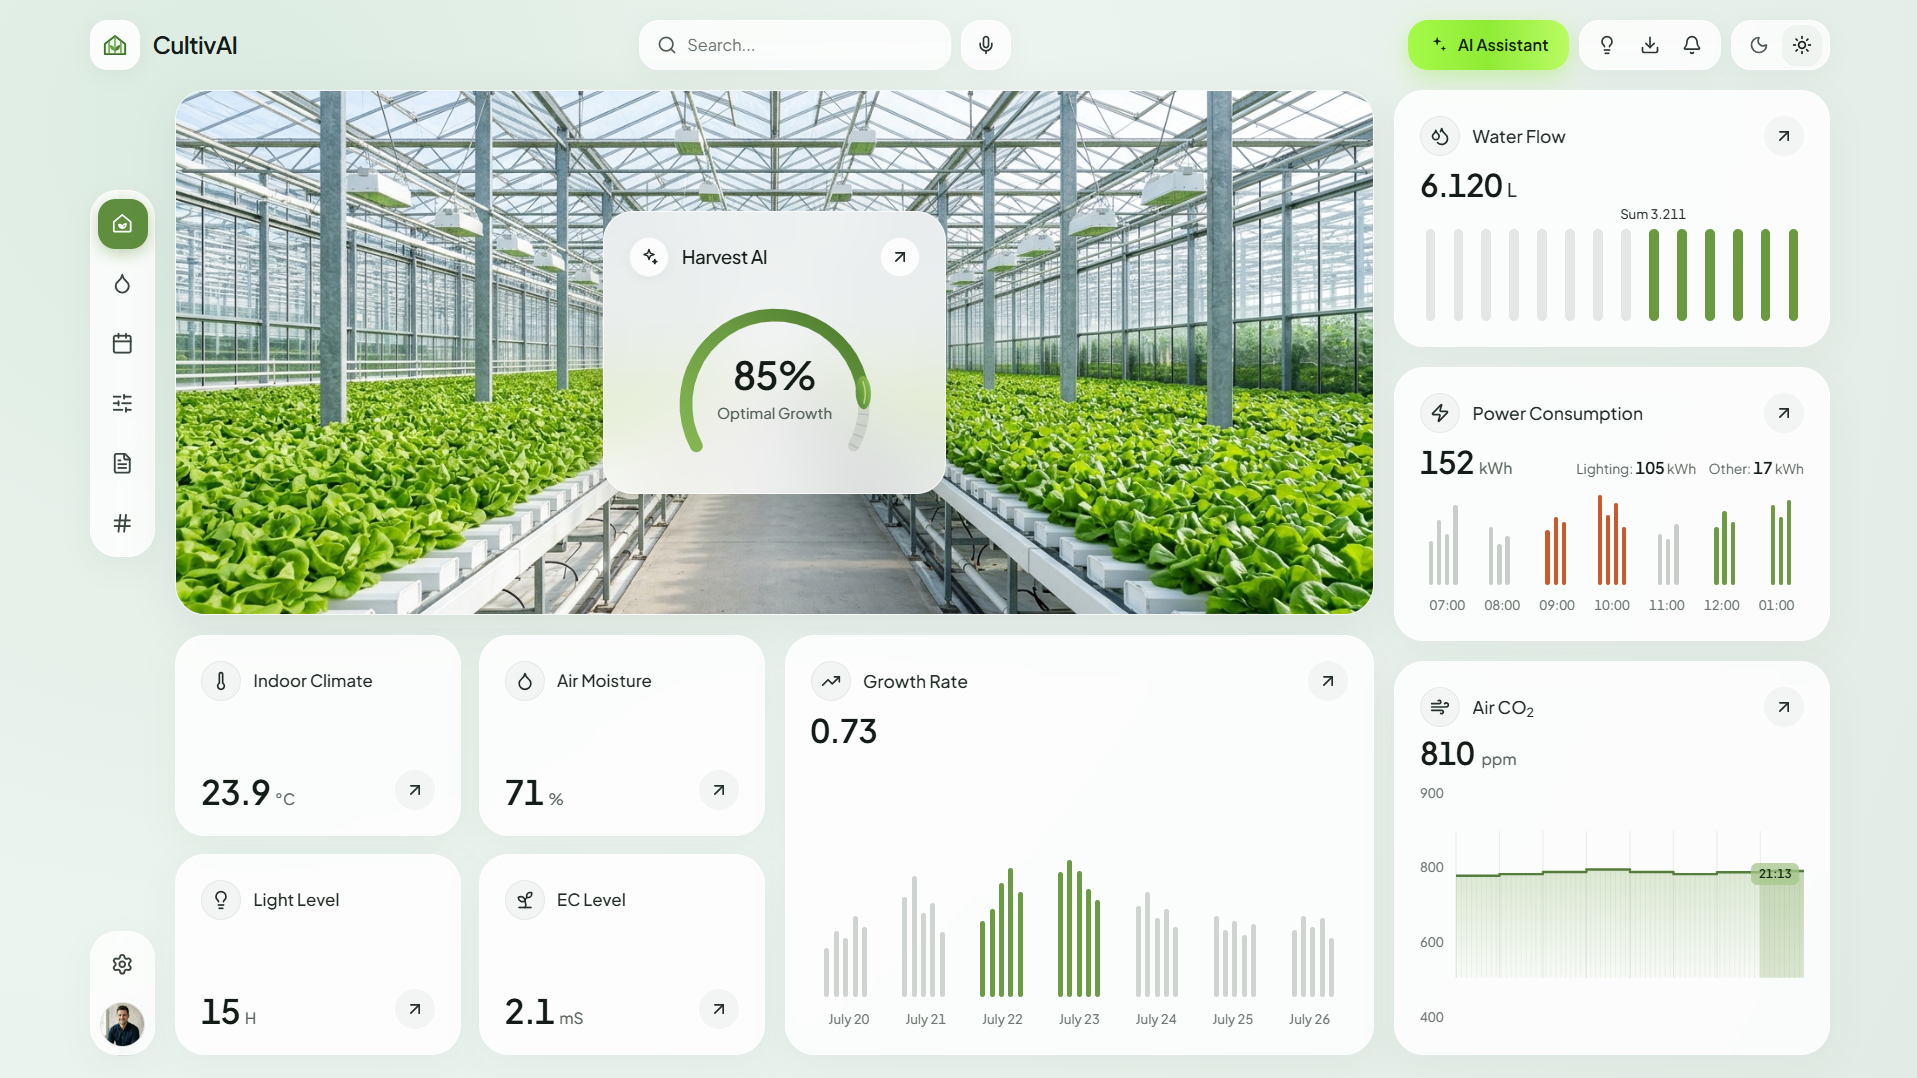 CultivAI
Search...
AI Assistant
Harvest AI
85%
Optimal Growth
Water Flow
6.120 L
Sum 3.211
Power Consumption
152 kWh
Lighting: 105 kWh Other: 17 kWh
07:00 08:00 09:00 10:00 11:00 12:00 01:00
Indoor Climate
23.9 °C
Air Moisture
71 %
Light Level
15 H
EC Level
2.1 mS
Growth Rate
0.73
July 20 July 21 July 22 July 23 July 24 July 25 July 26
Air CO₂
810 ppm
900
800
21:13
600
400